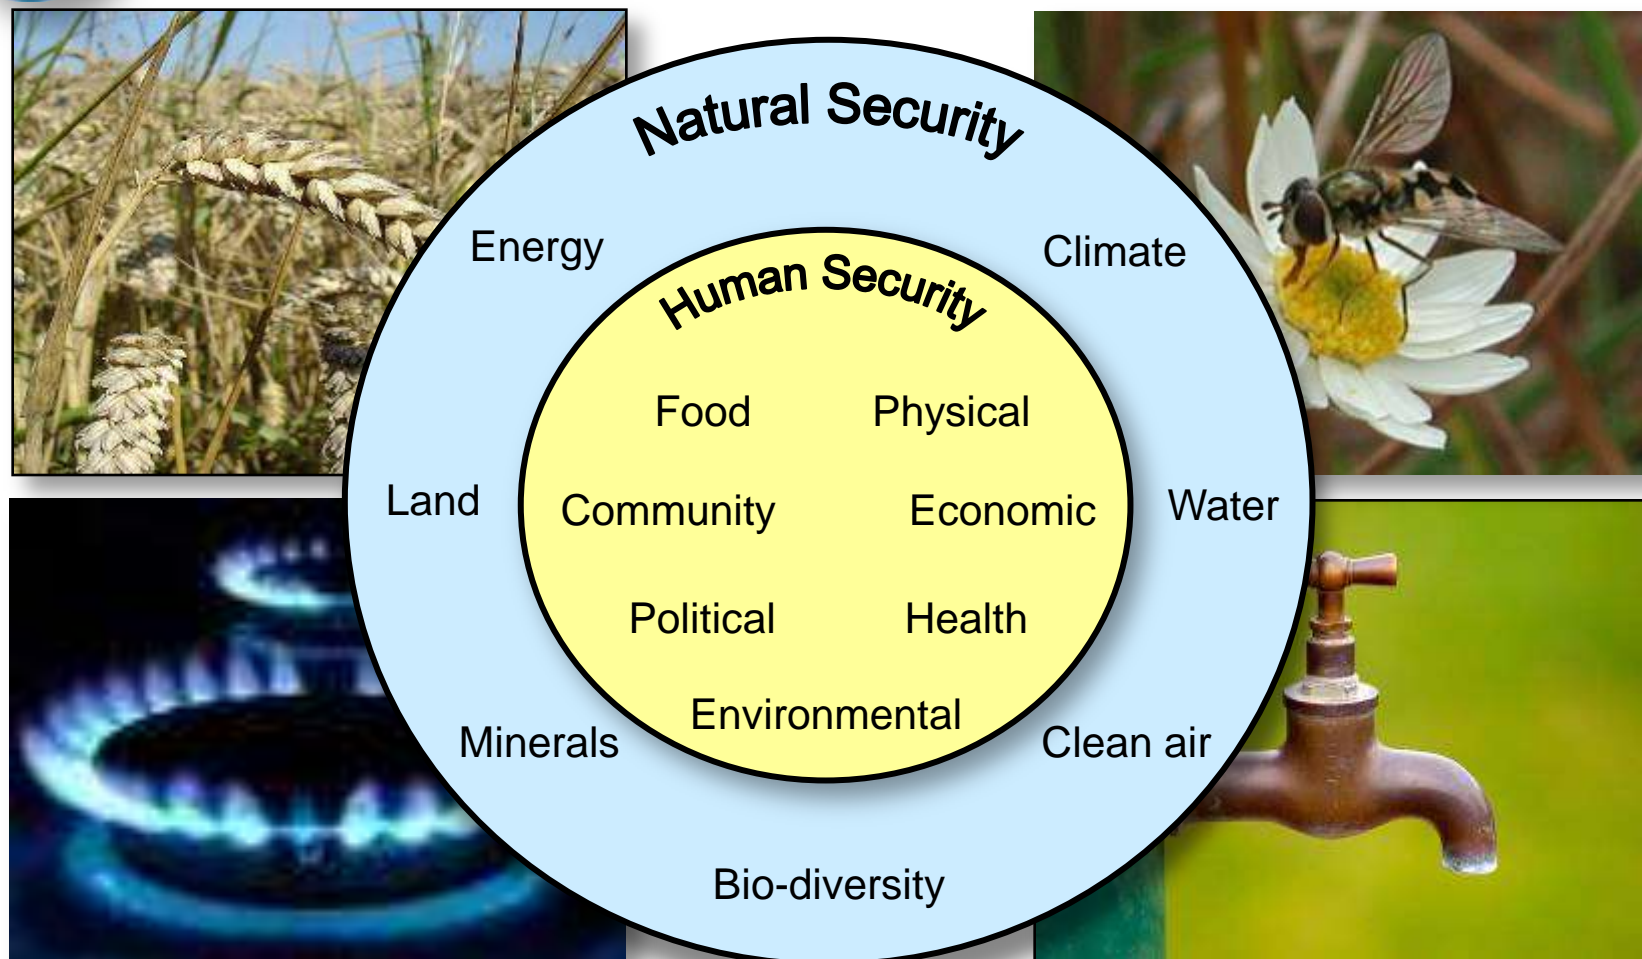 Natural Security
Energy
Climate
Human Security
Food
Physical
Land
Community
Economic
Water
Political
Health
Minerals
Environmental
Clean air
Bio-diversity